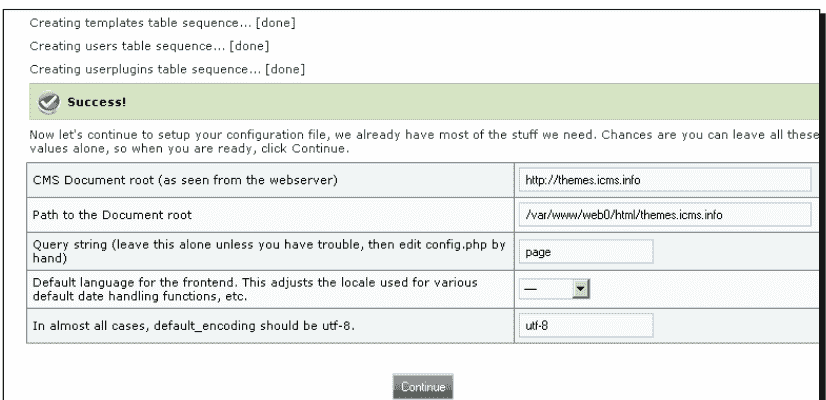 Creating templates table sequence... [done]
Creating users table sequence... [done]
Creating userplugins table sequence... [done]
Success!
Now let's continue to setup your configuration file, we already have most of the stuff we need. Chances are you can leave all these
values alone, so when you are ready, click Continue.
CMS Document root (as seen from the webserver)
http://themes.icms.info
Path to the Document root
/var/www/web0/html/themes.icms.info
Query string (leave this alone unless you have trouble, then edit config.php by
hand)
page
Default language for the frontend. This adjusts the locale used for various
default date handling functions, etc.
—
In almost all cases, default_encoding should be utf-8.
utf-8
Continue